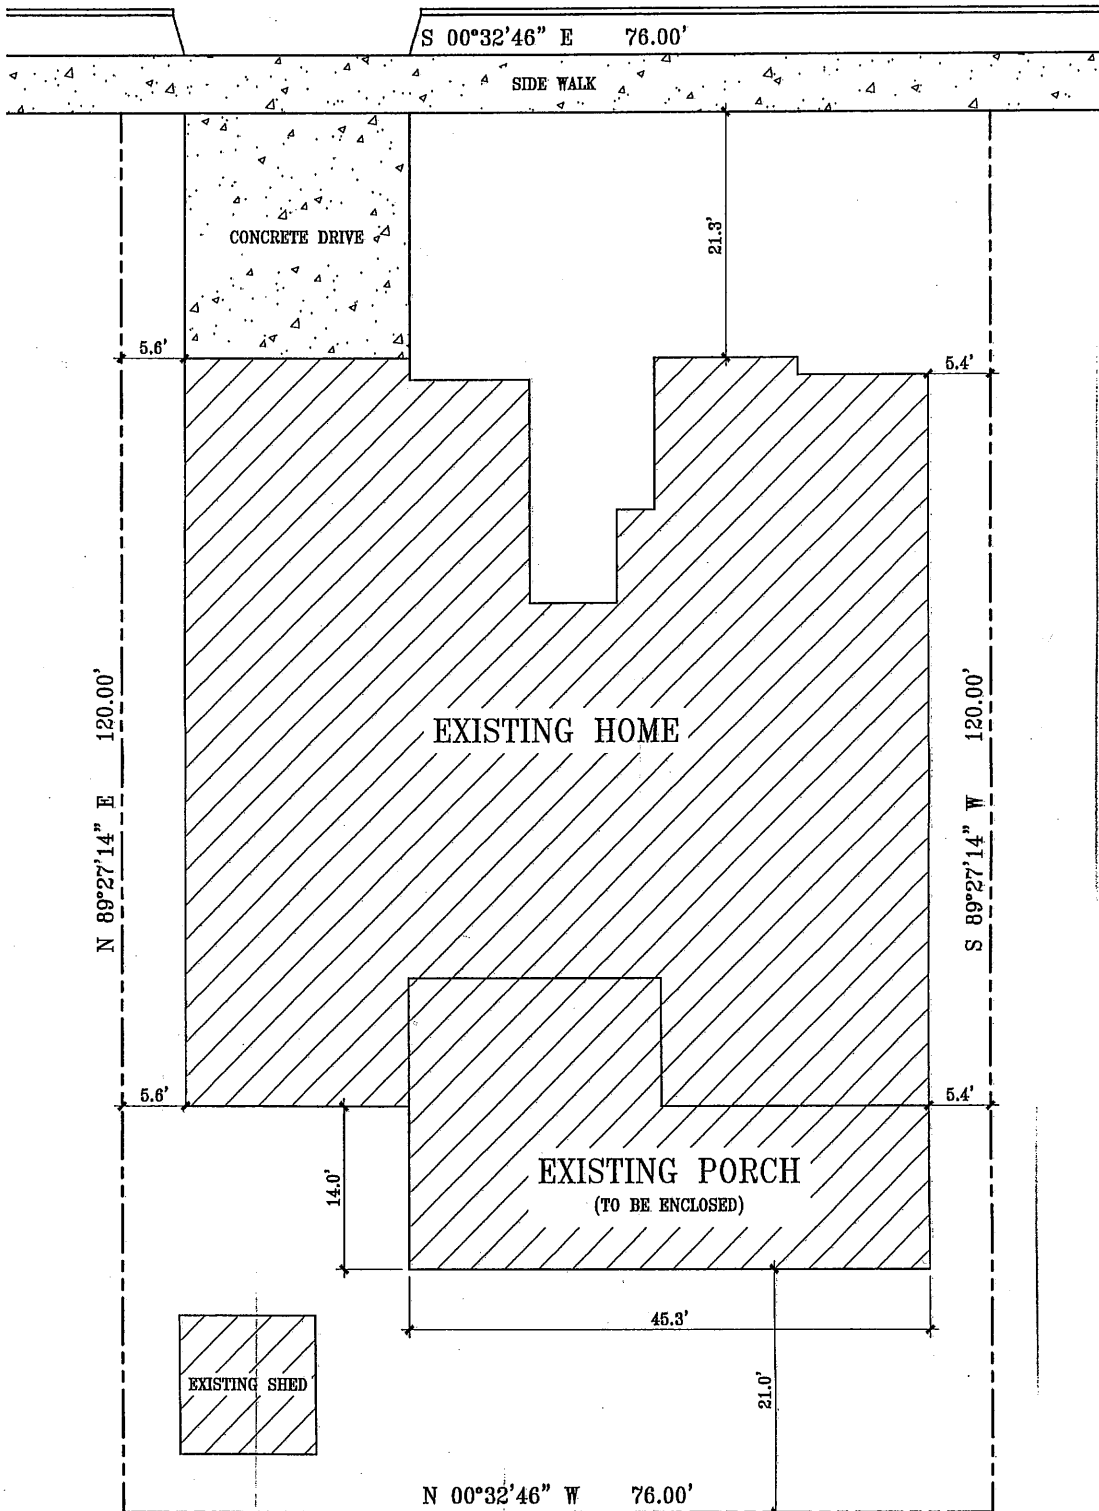 S 00°32'46" E 76.00'
SIDE WALK
CONCRETE DRIVE
21.3'
5.6'
5.4'
N 89°27'14" E 120.00'
EXISTING HOME
S 89°27'14" W 120.00'
5.6'
5.4'
14.0'
EXISTING PORCH
(TO BE ENCLOSED)
45.3'
EXISTING SHED
21.0'
N 00°32'46" W 76.00'